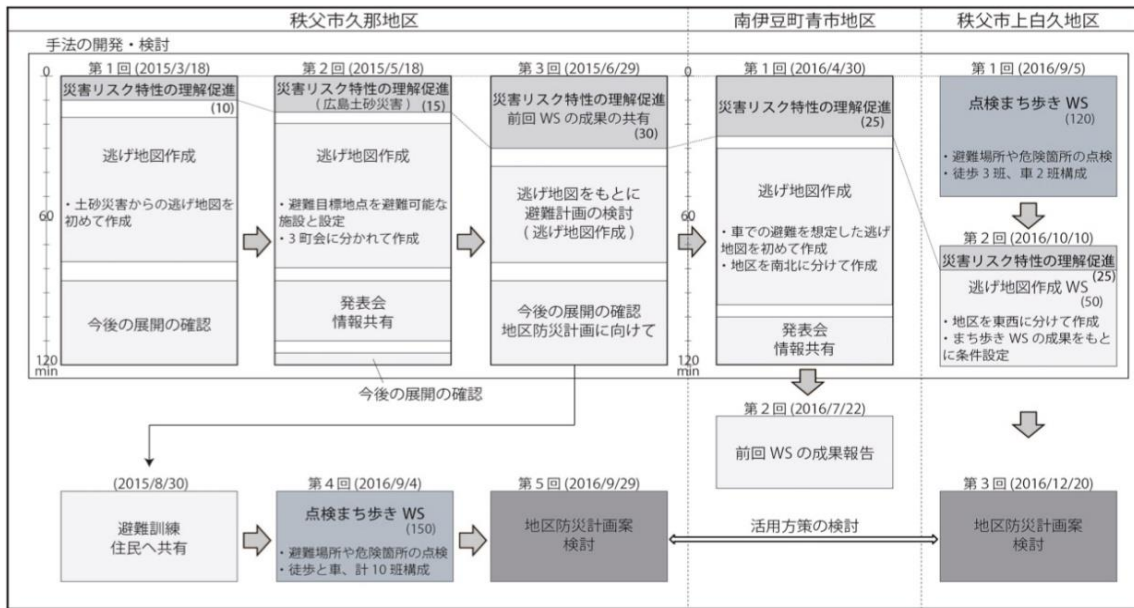 秩父市久那地区
南伊豆町青市地区
秩父市上白久地区
手法の開発・検討
0
60
120
min
第1回 (2015/3/18)
災害リスク特性の理解促進
(10)
逃げ地図作成
・土砂災害からの逃げ地図を
初めて作成
今後の展開の確認
第2回 (2015/5/18)
災害リスク特性の理解促進
(広島土砂災害) (15)
逃げ地図作成
・避難目標地点を避難可能な
施設と設定
・3町会に分かれて作成
発表会
情報共有
今後の展開の確認
第3回 (2015/6/29)
災害リスク特性の理解促進
前回 WS の成果の共有
(30)
逃げ地図をもとに
避難計画の検討
(逃げ地図作成)
今後の展開の確認
地区防災計画に向けて
0
60
120
min
第1回 (2016/4/30)
災害リスク特性の理解促進
(25)
逃げ地図作成
・車での避難を想定した逃げ
地図を初めて作成
・地区を南北に分けて作成
発表会
情報共有
第2回 (2016/7/22)
前回 WS の成果報告
第1回 (2016/9/5)
点検まち歩き WS
(120)
・避難場所や危険箇所の点検
・徒歩3班、車2班構成
第2回 (2016/10/10)
災害リスク特性の理解促進
(25)
逃げ地図作成 WS
(50)
・地区を東西に分けて作成
・まち歩き WS の成果をもと
に条件設定
(2015/8/30)
避難訓練
住民へ共有
第4回 (2016/9/4)
点検まち歩き WS
(150)
・避難場所や危険箇所の点検
・徒歩と車、計10班構成
第5回 (2016/9/29)
地区防災計画案
検討
活用方策の検討
第3回 (2016/12/20)
地区防災計画案
検討